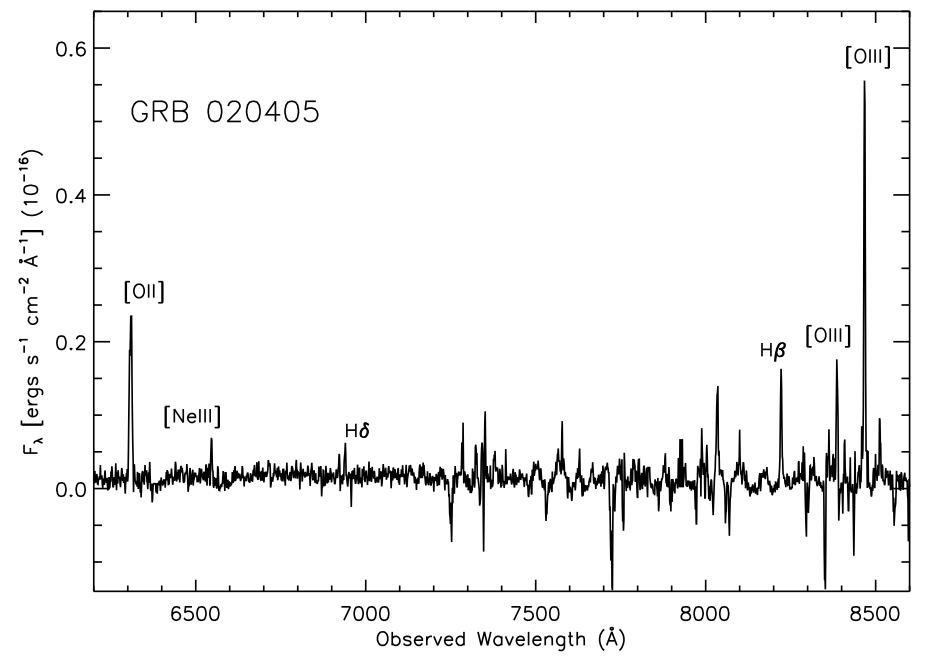 [OIII]
0.6
GRB 020405
0.4
[OII]
[OIII]
Hβ
0.2
[NeIII]
Hδ
0.0
F_λ [ergs s⁻¹ cm⁻² Å⁻¹] (10⁻¹⁶)
6500 7000 7500 8000 8500
Observed Wavelength (Å)